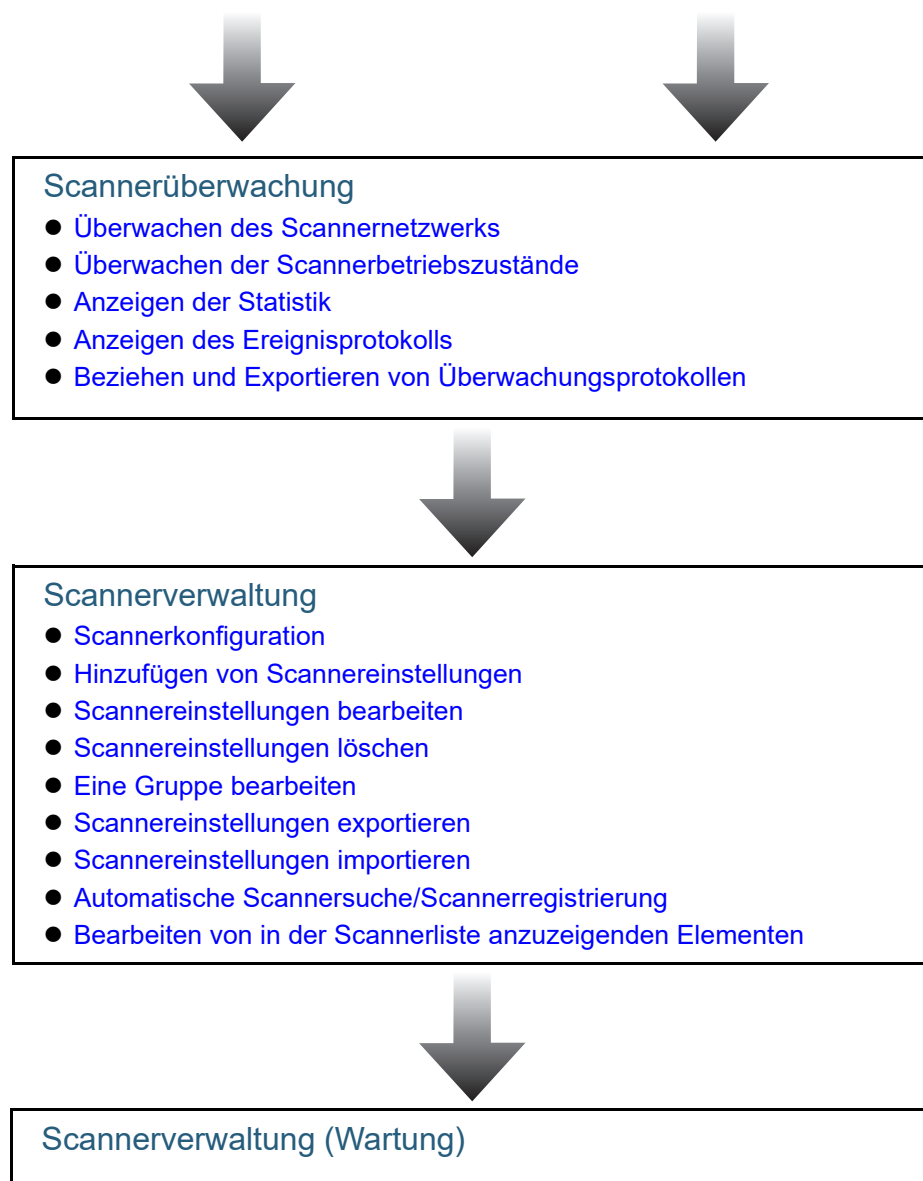 Scannerüberwachung
● Überwachen des Scannernetzwerks
● Überwachen der Scannerbetriebszustände
● Anzeigen der Statistik
● Anzeigen des Ereignisprotokolls
● Beziehen und Exportieren von Überwachungsprotokollen
Scannerverwaltung
● Scannerkonfiguration
● Hinzufügen von Scannereinstellungen
● Scannereinstellungen bearbeiten
● Scannereinstellungen löschen
● Eine Gruppe bearbeiten
● Scannereinstellungen exportieren
● Scannereinstellungen importieren
● Automatische Scannersuche/Scannerregistrierung
● Bearbeiten von in der Scannerliste anzuzeigenden Elementen
Scannerverwaltung (Wartung)